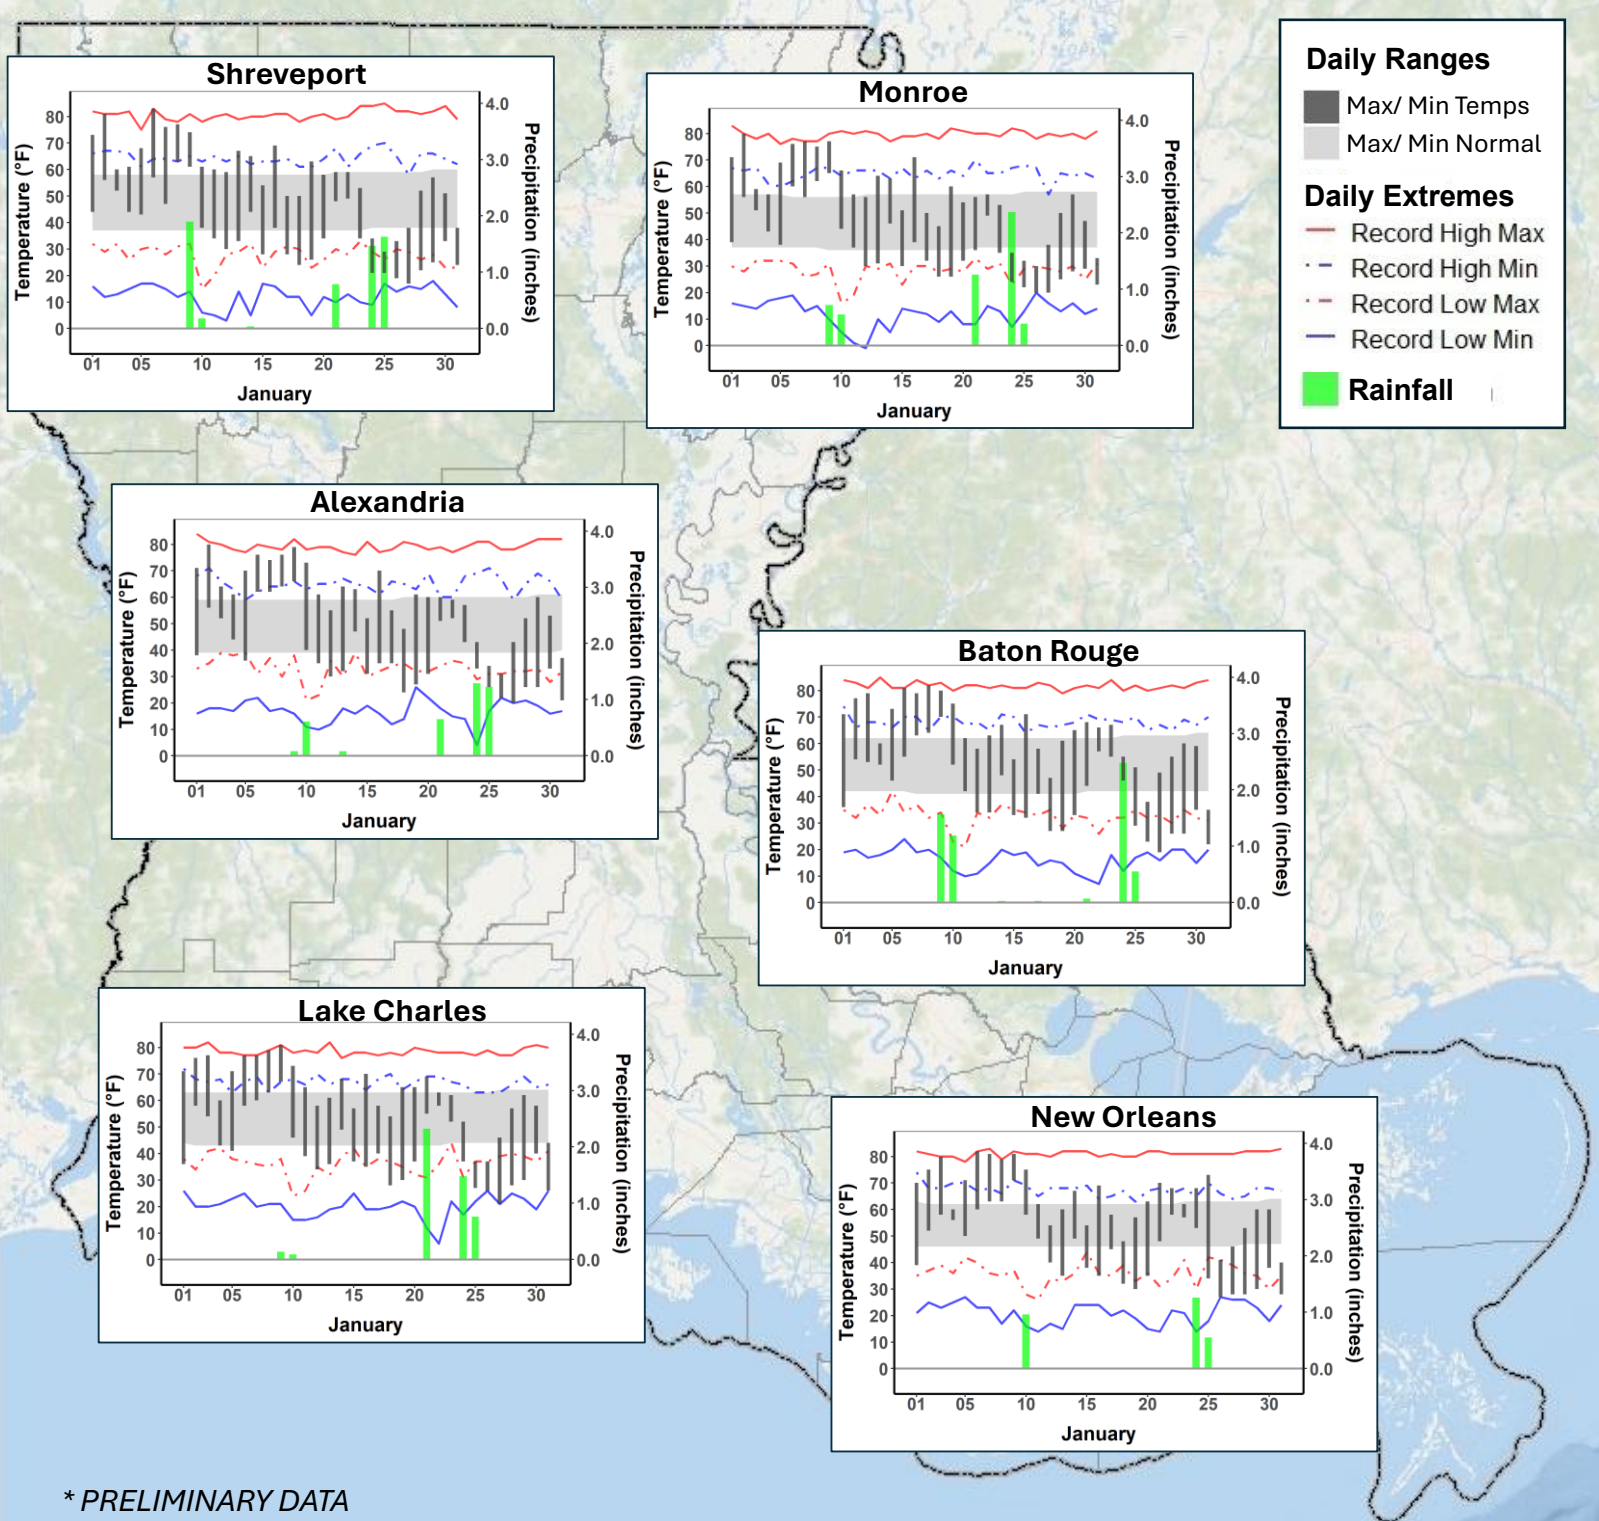 Shreveport
Temperature (°F)
80
70
60
50
40
30
20
10
0
4.0
3.0
2.0
1.0
0.0
Precipitation (inches)
01 05 10 15 20 25 30
January
Monroe
Temperature (°F)
80
70
60
50
40
30
20
10
0
4.0
3.0
2.0
1.0
0.0
Precipitation (inches)
01 05 10 15 20 25 30
January
Daily Ranges
Max/ Min Temps
Max/ Min Normal
Daily Extremes
Record High Max
Record High Min
Record Low Max
Record Low Min
Rainfall
Alexandria
Temperature (°F)
80
70
60
50
40
30
20
10
0
4.0
3.0
2.0
1.0
0.0
Precipitation (inches)
01 05 10 15 20 25 30
January
Baton Rouge
Temperature (°F)
80
70
60
50
40
30
20
10
0
4.0
3.0
2.0
1.0
0.0
Precipitation (inches)
01 05 10 15 20 25 30
January
Lake Charles
Temperature (°F)
80
70
60
50
40
30
20
10
0
4.0
3.0
2.0
1.0
0.0
Precipitation (inches)
01 05 10 15 20 25 30
January
New Orleans
Temperature (°F)
80
70
60
50
40
30
20
10
0
4.0
3.0
2.0
1.0
0.0
Precipitation (inches)
01 05 10 15 20 25 30
January
* PRELIMINARY DATA